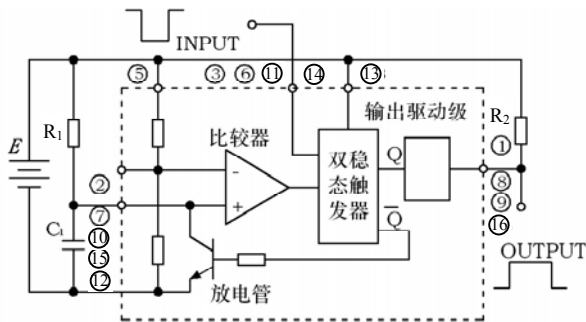 INPUT
⑤ ③ ⑥ ⑪ ⑭ ⑬
输出驱动级
E
R₁
比较器
R₂
①
双稳态触发器
Q
②
-
⑧
⑦
+
Q̅
⑨
C₁
⑩
⑯
⑮
⑫
放电管
OUTPUT